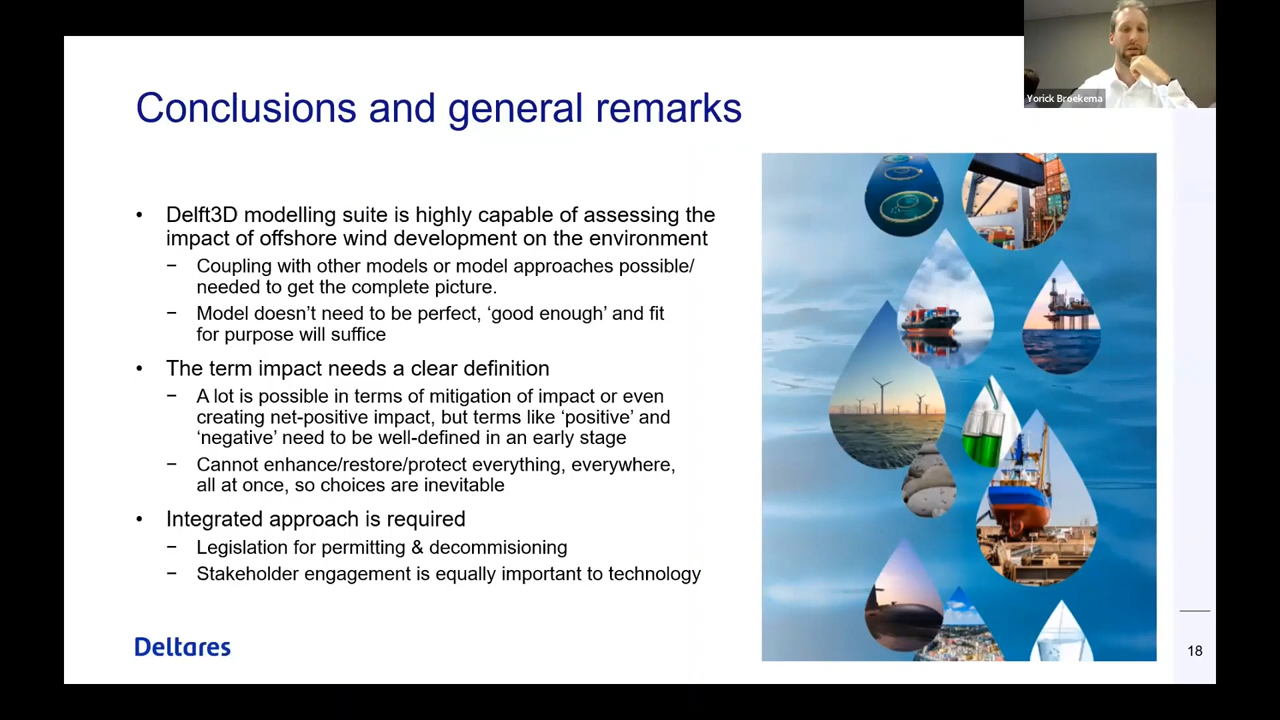 Yorick Broekema
Conclusions and general remarks
• Delft3D modelling suite is highly capable of assessing the
impact of offshore wind development on the environment
− Coupling with other models or model approaches possible/
needed to get the complete picture.
− Model doesn’t need to be perfect, ‘good enough’ and fit
for purpose will suffice
• The term impact needs a clear definition
− A lot is possible in terms of mitigation of impact or even
creating net-positive impact, but terms like ‘positive’ and
‘negative’ need to be well-defined in an early stage
− Cannot enhance/restore/protect everything, everywhere,
all at once, so choices are inevitable
• Integrated approach is required
− Legislation for permitting & decommisioning
− Stakeholder engagement is equally important to technology
Deltares
18